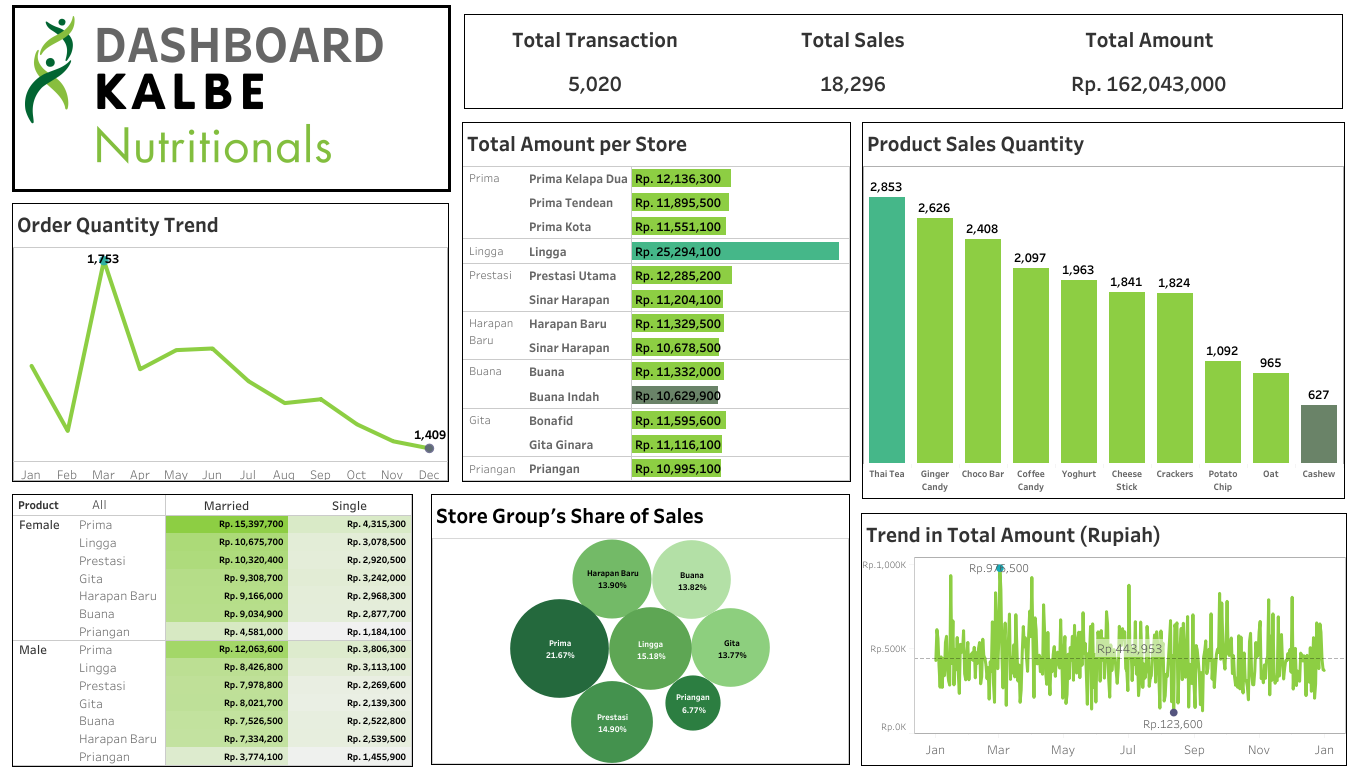 DASHBOARD
KALBE
Nutritionals
Total Transaction Total Sales Total Amount
5,020 18,296 Rp. 162,043,000
Order Quantity Trend
1,753
1,409
Jan Feb Mar Apr May Jun Jul Aug Sep Oct Nov Dec
Total Amount per Store
Prima Prima Kelapa Dua Rp. 12,136,300
Prima Tendean Rp. 11,895,500
Prima Kota Rp. 11,551,100
Lingga Lingga Rp. 25,294,100
Prestasi Prestasi Utama Rp. 12,285,200
Sinar Harapan Rp. 11,204,100
Harapan Baru Harapan Baru Rp. 11,329,500
Sinar Harapan Rp. 10,678,500
Buana Buana Rp. 11,332,000
Buana Indah Rp. 10,629,900
Gita Bonafid Rp. 11,595,600
Gita Ginara Rp. 11,116,100
Priangan Priangan Rp. 10,995,100
Product Sales Quantity
2,853
2,626
2,408
2,097
1,963
1,841
1,824
1,092
965
627
Thai Tea Ginger Candy Choco Bar Coffee Candy Yoghurt Cheese Stick Crackers Potato Chip Oat Cashew
Product All Married Single
Female Prima Rp. 15,397,700 Rp. 4,315,300
Lingga Rp. 10,675,700 Rp. 3,078,500
Prestasi Rp. 10,320,400 Rp. 2,920,500
Gita Rp. 9,308,700 Rp. 3,242,000
Harapan Baru Rp. 9,166,000 Rp. 2,968,300
Buana Rp. 9,034,900 Rp. 2,877,700
Priangan Rp. 4,581,000 Rp. 1,184,100
Male Prima Rp. 12,063,600 Rp. 3,806,300
Lingga Rp. 8,426,800 Rp. 3,113,100
Prestasi Rp. 7,978,800 Rp. 2,269,600
Gita Rp. 8,021,700 Rp. 2,139,300
Buana Rp. 7,526,500 Rp. 2,522,800
Harapan Baru Rp. 7,334,200 Rp. 2,539,500
Priangan Rp. 3,774,100 Rp. 1,455,900
Store Group's Share of Sales
Harapan Baru
13.90%
Buana
13.82%
Prima
21.67%
Lingga
15.18%
Gita
13.77%
Priangan
6.77%
Prestasi
14.90%
Trend in Total Amount (Rupiah)
Rp.1,000K
Rp.500K
Rp.443,953
Rp.123,600
Rp.0K
Jan Mar May Jul Sep Nov Jan